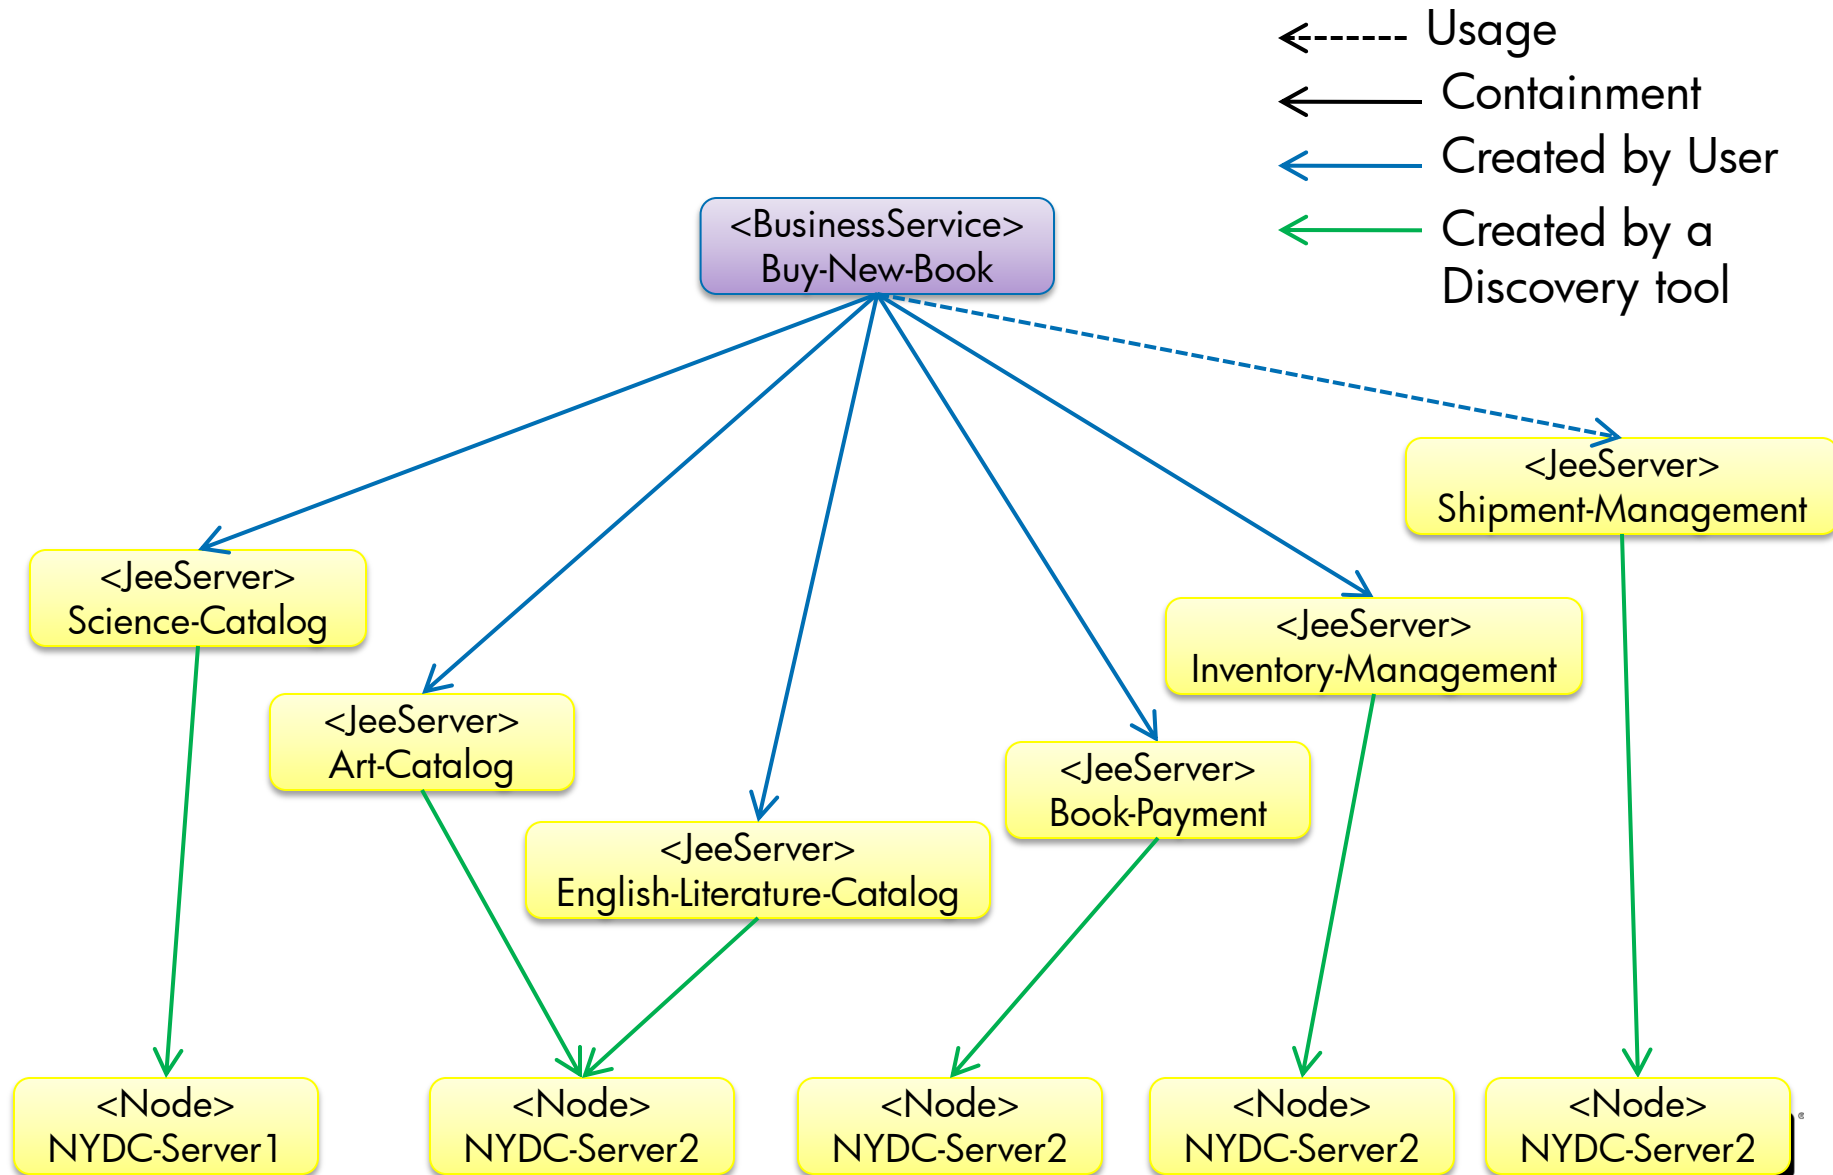 Usage
Containment
Created by User
Created by a
Discovery tool
<BusinessService>
Buy-New-Book
<JeeServer>
Shipment-Management
<JeeServer>
Science-Catalog
<JeeServer>
Inventory-Management
<JeeServer>
Art-Catalog
<JeeServer>
Book-Payment
<JeeServer>
English-Literature-Catalog
<Node>
NYDC-Server1
<Node>
NYDC-Server2
<Node>
NYDC-Server2
<Node>
NYDC-Server2
<Node>
NYDC-Server2
®